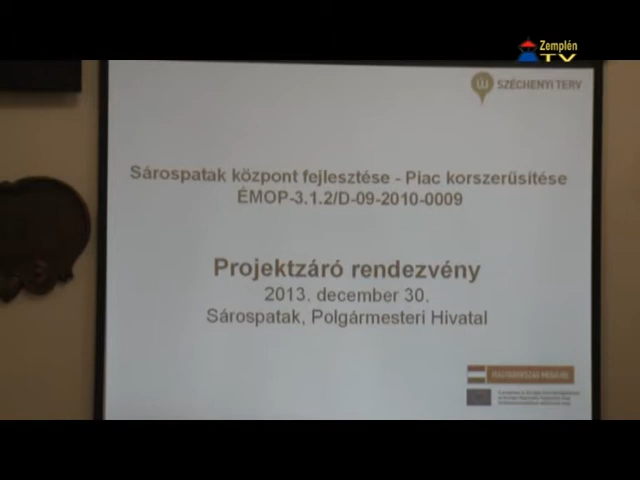 Zemplén
TV
ÚJ SZÉCHENYI TERV
Sárospatak központ fejlesztése - Piac korszerűsítése
ÉMOP-3.1.2/D-09-2010-0009
Projektzáró rendezvény
2013. december 30.
Sárospatak, Polgármesteri Hivatal
MAGYARORSZÁG MEGÚJUL